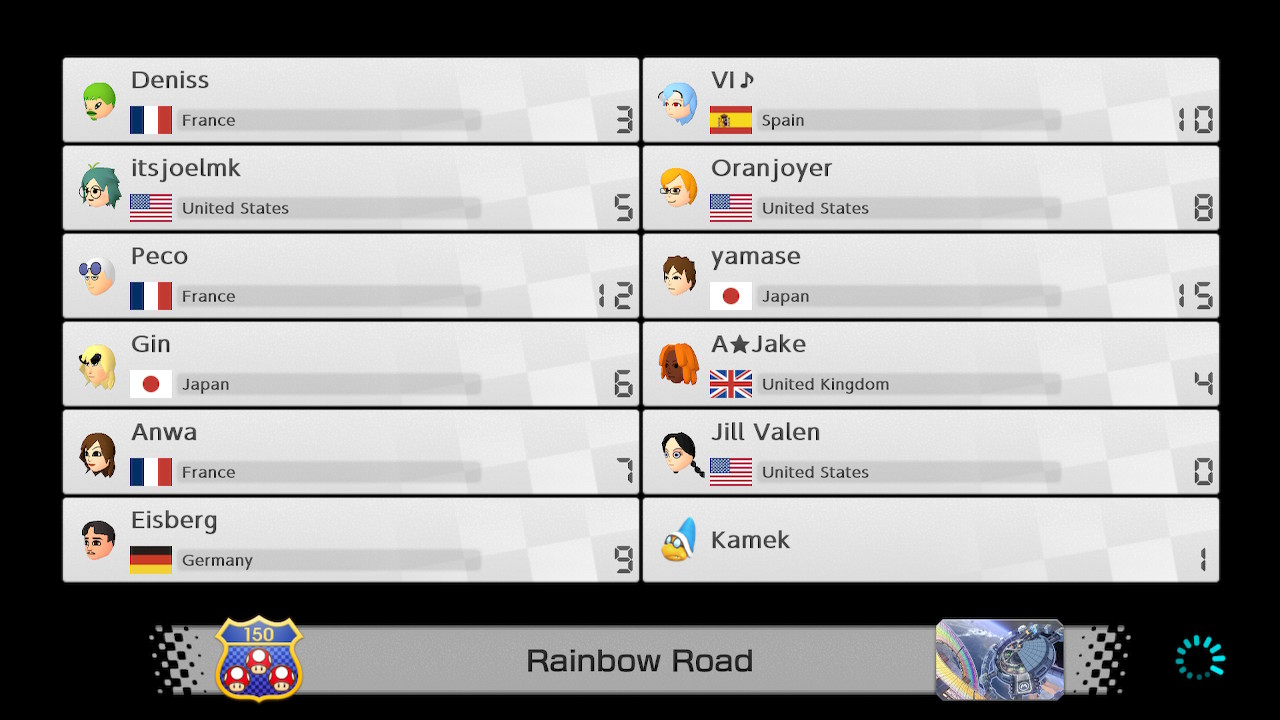 Deniss
France
3
VI♪
Spain
10
itsjoelmk
United States
5
Oranjoyer
United States
8
Peco
France
12
yamase
Japan
15
Gin
Japan
6
A★Jake
United Kingdom
4
Anwa
France
7
Jill Valen
United States
0
Eisberg
Germany
9
Kamek
1
150
Rainbow Road